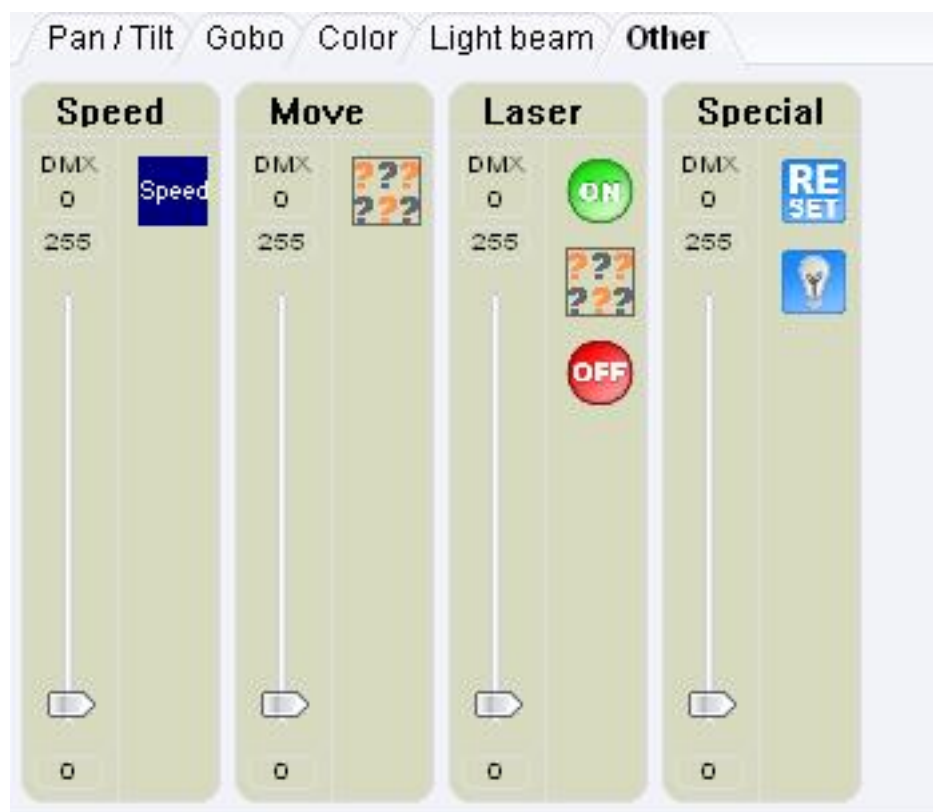 Pan / Tilt Gobo Color Light beam Other
Speed Move Laser Special
DMX Speed DMX ??? DMX ON DMX RE
0 0 0 SET
0 ???
255 255 255 ??? 255
???
OFF
0 0 0 0